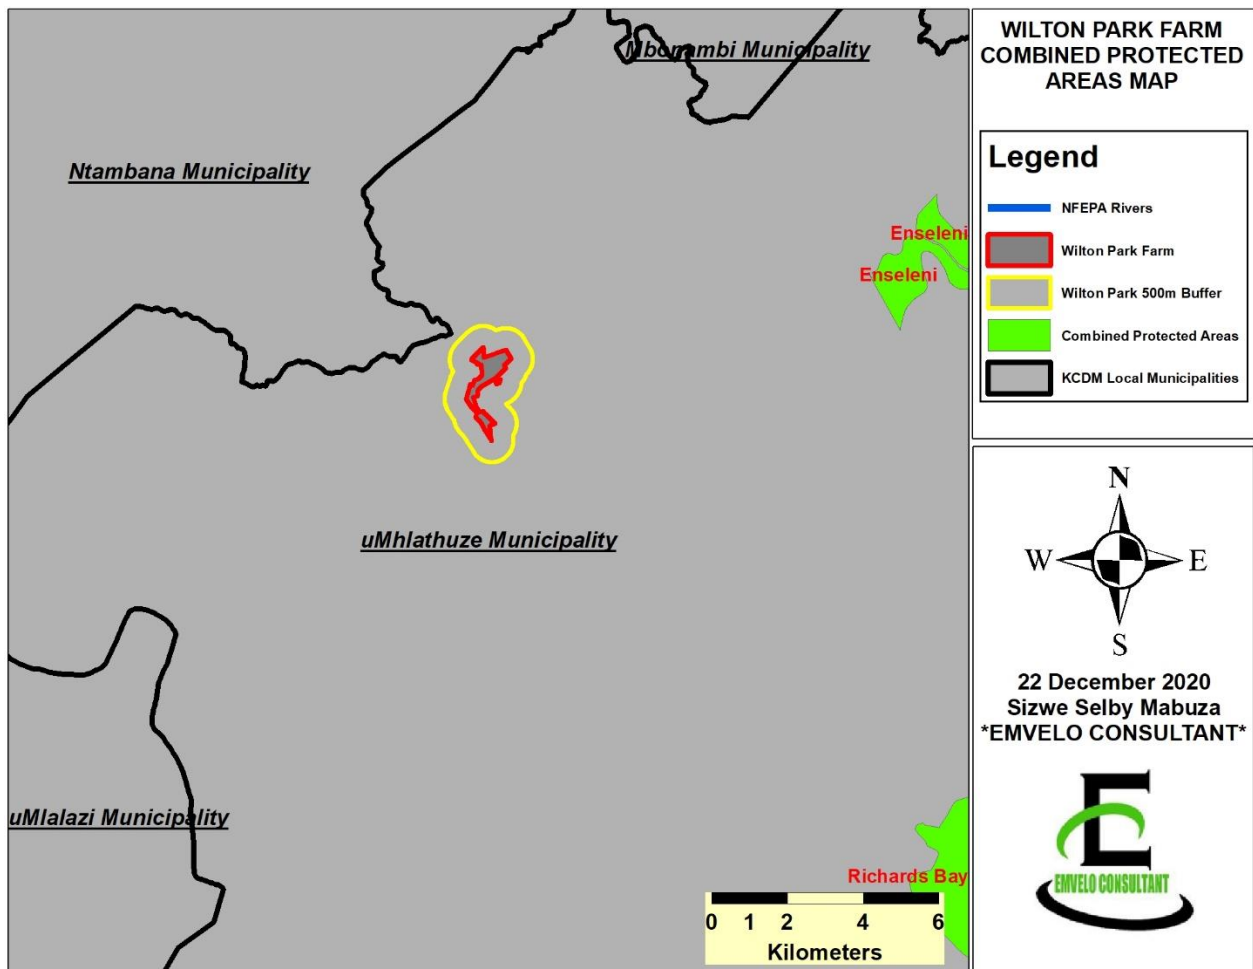 Mbonambi Municipality
Ntambana Municipality
Enseleni
Enseleni
uMhlathuze Municipality
uMlalazi Municipality
Richards Bay
0 1 2 4 6
Kilometers
WILTON PARK FARM
COMBINED PROTECTED
AREAS MAP
Legend
NFEPA Rivers
Wilton Park Farm
Wilton Park 500m Buffer
Combined Protected Areas
KCDM Local Municipalities
N
W E
S
22 December 2020
Sizwe Selby Mabuza
*EMVELO CONSULTANT*
E
EMVELO CONSULTANT